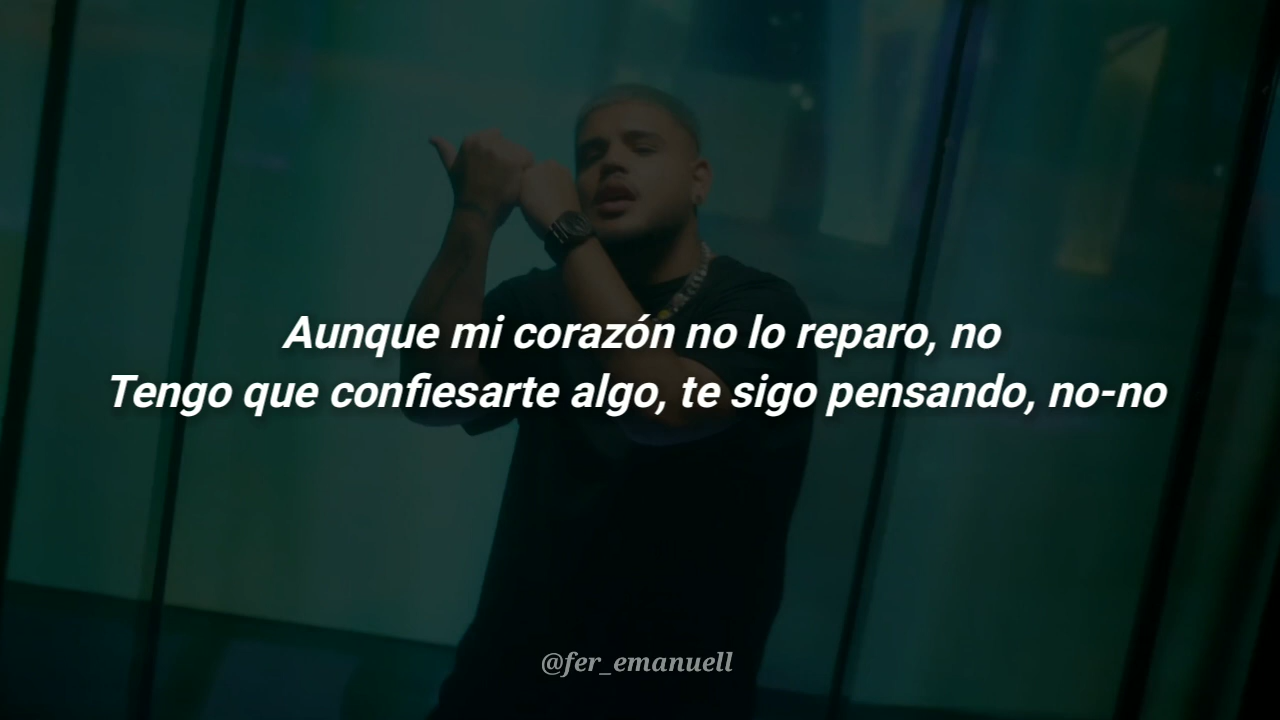 Aunque mi corazón no lo reparo, no
Tengo que confiesarte algo, te sigo pensando, no-no
@fer_emanuell